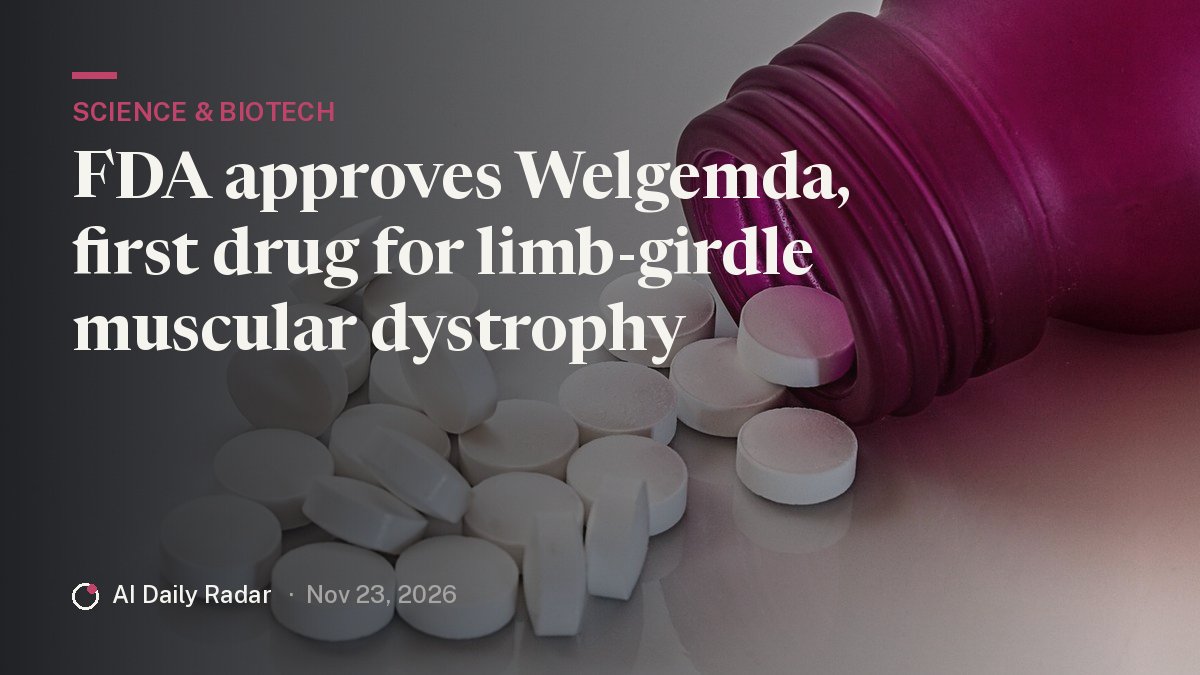 SCIENCE & BIOTECH
FDA approves Welgemda,
first drug for limb-girdle
muscular dystrophy
AI Daily Radar · Nov 23, 2026